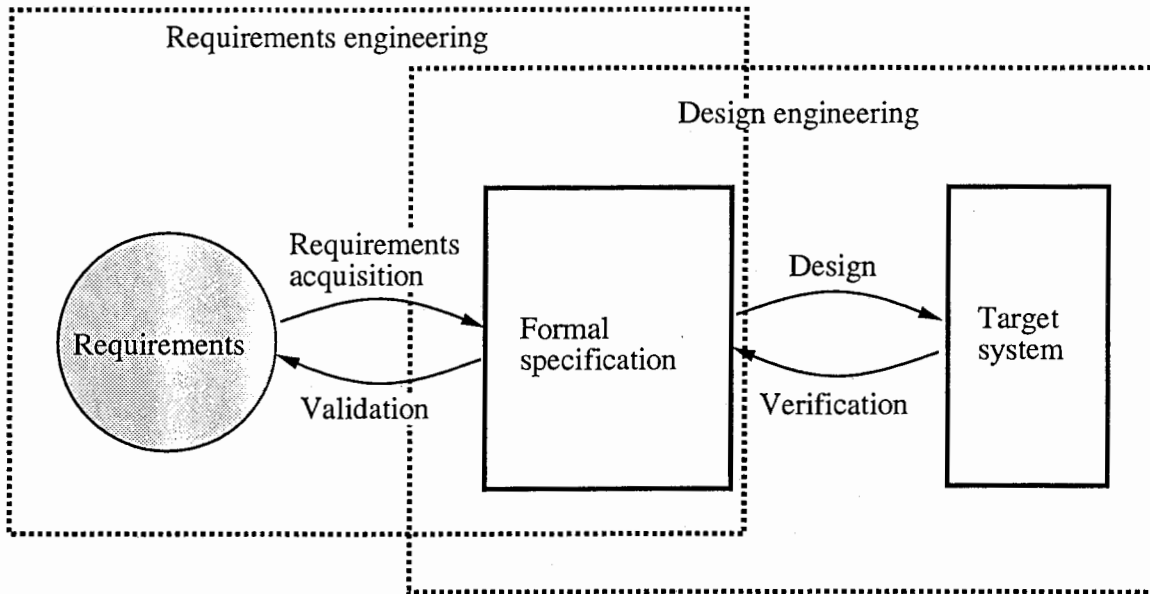 Requirements engineering
Design engineering
Requirements
acquisition
Design
Requirements
Formal
specification
Target
system
Validation
Verification